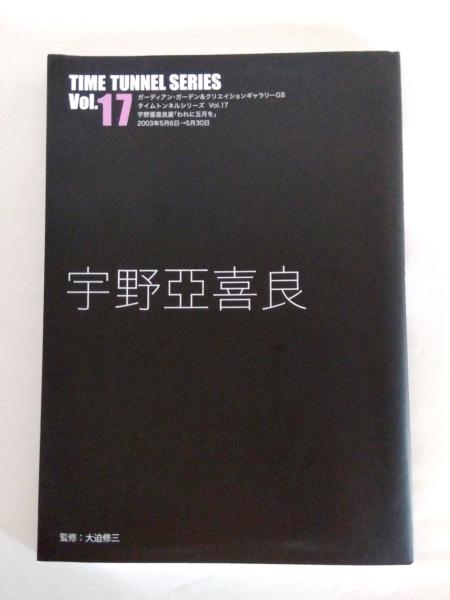 TIME TUNNEL SERIES
Vol.17
ガーディアン・ガーデン&クリエイションギャラリーG8
タイムトンネルシリーズ Vol.17
宇野亜喜良展「われに五月を」
2003年5月6日→5月30日
宇野亞喜良
監修：大迫修三